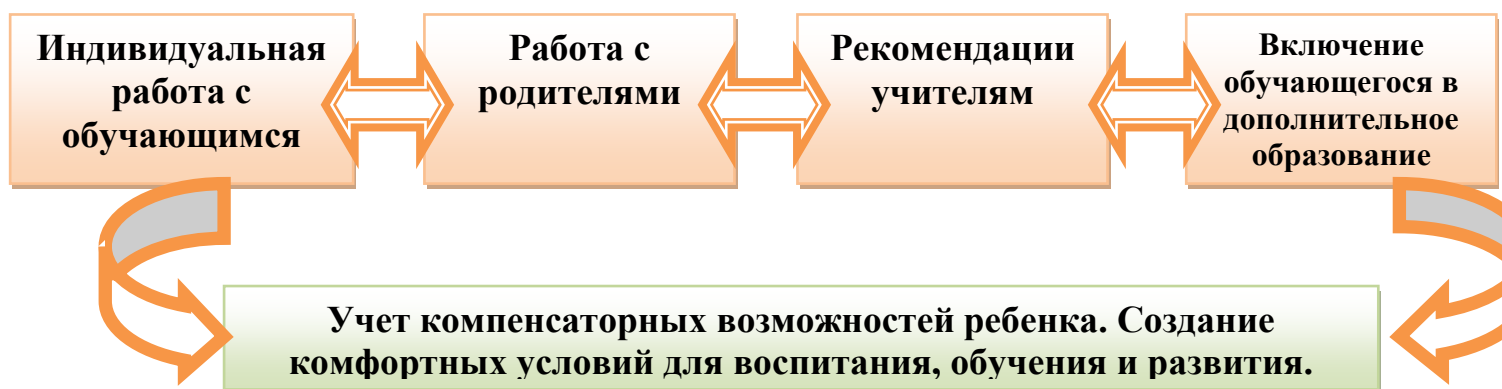 Индивидуальная
работа с
обучающимся
Работа с
родителями
Рекомендации
учителям
Включение
обучающегося в
дополнительное
образование
Учет компенсаторных возможностей ребенка. Создание
комфортных условий для воспитания, обучения и развития.